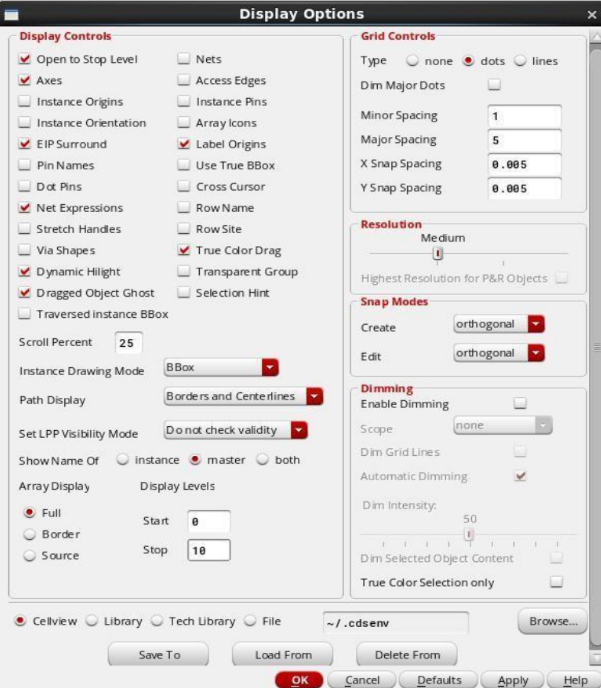 Display Options
Display Controls
Open to Stop Level
Nets
Axes
Access Edges
Instance Origins
Instance Pins
Instance Orientation
Array Icons
EIP Surround
Label Origins
Pin Names
Use True BBox
Dot Pins
Cross Cursor
Net Expressions
Row Name
Stretch Handles
Row Site
Via Shapes
True Color Drag
Dynamic Hilight
Transparent Group
Dragged Object Ghost
Selection Hint
Traversed instance BBox
Scroll Percent 25
Instance Drawing Mode BBox
Path Display Borders and Centerlines
Set LPP Visibility Mode Do not check validity
Show Name Of instance master both
Array Display Display Levels
Full
Border
Source
Start 0
Stop 10
Grid Controls
Type none dots lines
Dim Major Dots
Minor Spacing 1
Major Spacing 5
X Snap Spacing 0.005
Y Snap Spacing 0.005
Resolution
Medium
Highest Resolution for P&R Objects
Snap Modes
Create orthogonal
Edit orthogonal
Dimming
Enable Dimming
Scope none
Dim Grid Lines
Automatic Dimming
Dim Intensity:
50
Dim Selected Object Content
True Color Selection only
Cellview Library Tech Library File ~/.cdsenv Browse...
Save To Load From Delete From
OK Cancel Defaults Apply Help